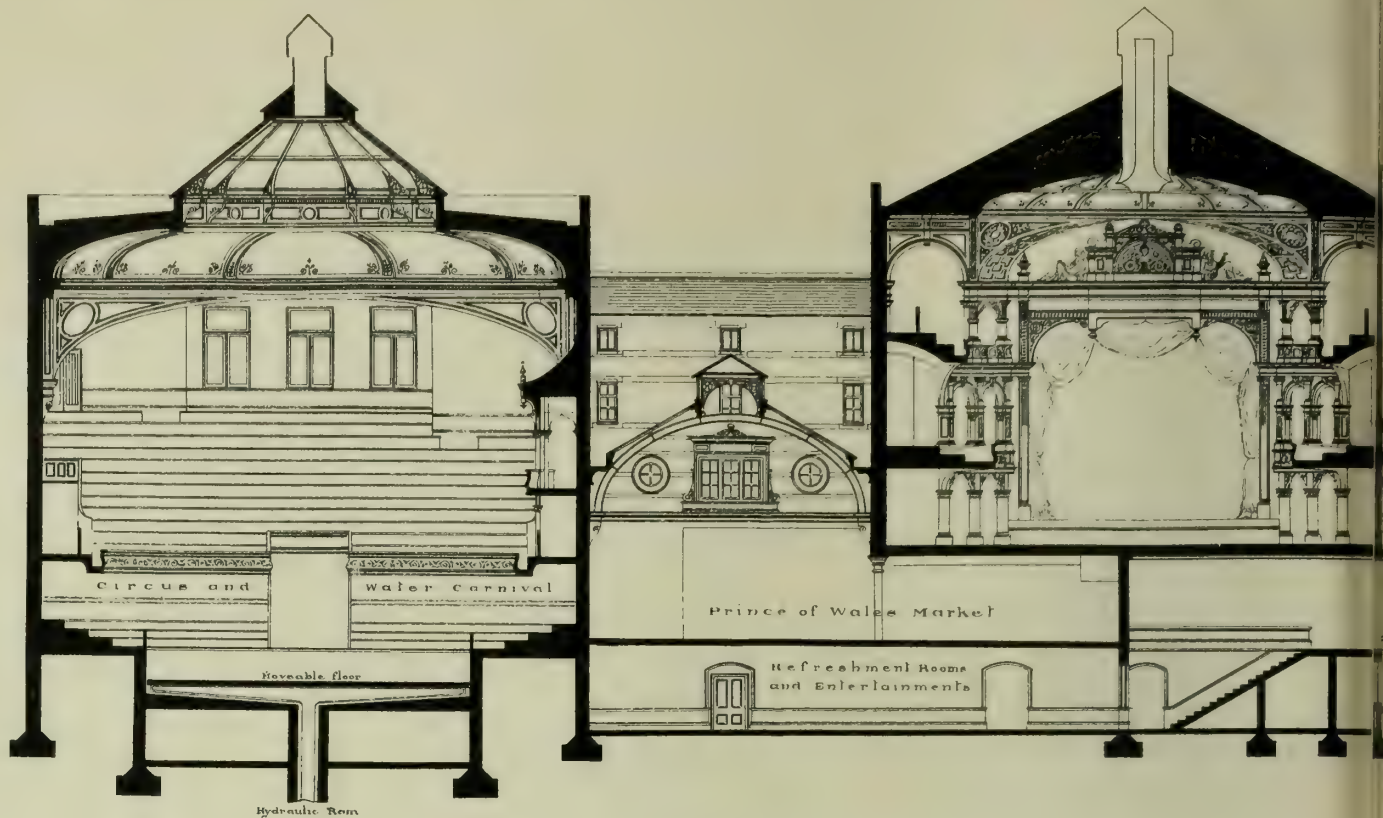 Circus and Water Carnival
Prince of Wales Market
Refreshment Rooms
and Entertainments
Moveable floor
Hydraulic Ram